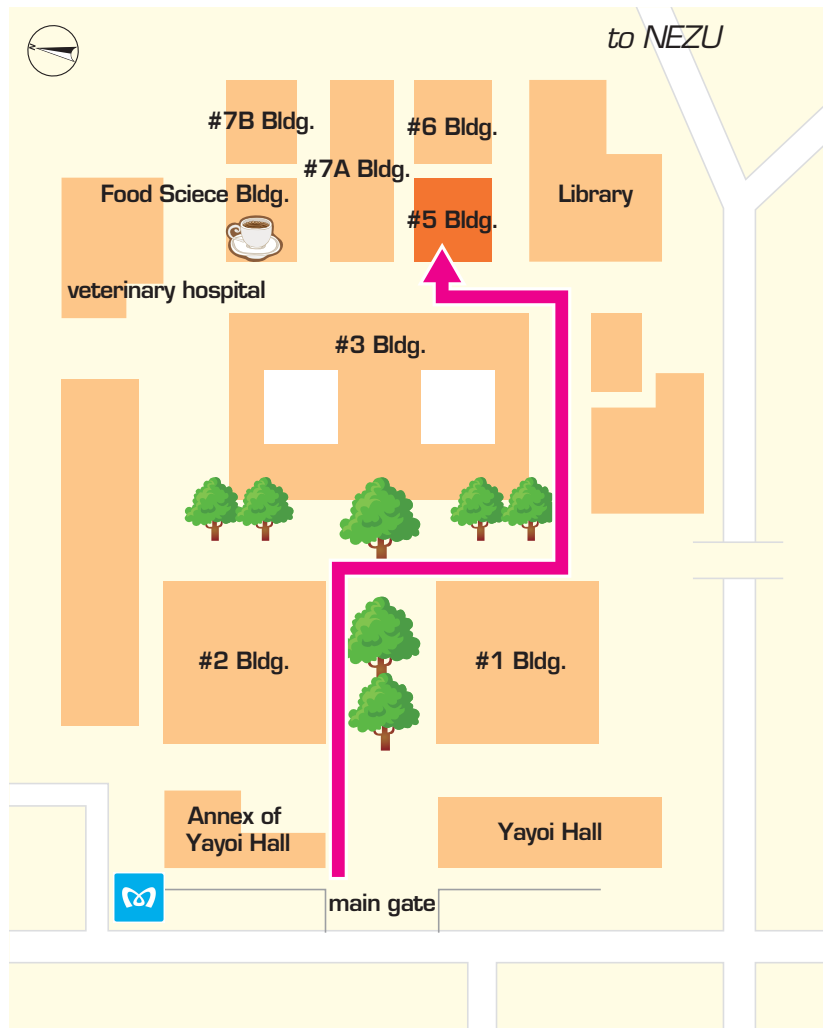 N
to NEZU
#7B Bldg.
#6 Bldg.
#7A Bldg.
Food Sciece Bldg.
Library
#5 Bldg.
veterinary hospital
#3 Bldg.
#2 Bldg.
#1 Bldg.
Annex of
Yayoi Hall
Yayoi Hall
main gate